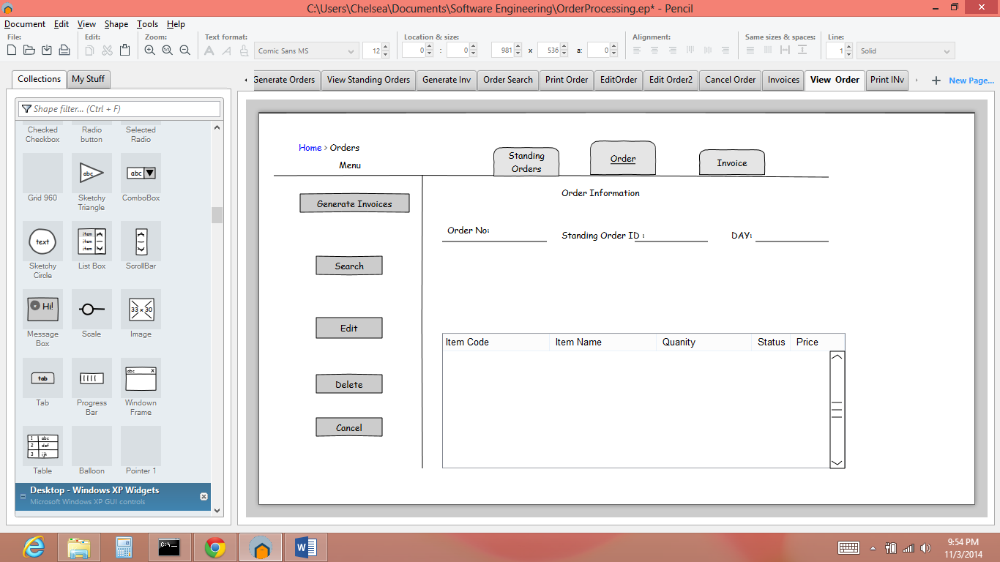 C:\Users\Chelsea\Documents\Software Engineering\OrderProcessing.ep* - Pencil
Document Edit View Shape Tools Help
File: Edit: Zoom: Text format: Location & size: Alignment: Same sizes & spaces: Line:
1:1 A A Comic Sans MS 12 0 : 0 981 x 536 a: 0 1 Solid
Collections My Stuff Generate Orders View Standing Orders Generate Inv Order Search Print Order EditOrder Edit Order2 Cancel Order Invoices View Order Print INv New Page...
Shape filter... (Ctrl + F)
Checked Checkbox
Radio button
Selected Radio
abc
abc
Grid 960
Sketchy Triangle
ComboBox
text
item
item
item
Sketchy Circle
List Box
ScrollBar
Hi!
33 x 30
Message Box
Scale
Image
tab
abc X
Tab
Progress Bar
Windown Frame
1 abc
2 def
3 ijk
Table
Balloon
Pointer 1
Desktop - Windows XP Widgets
Microsoft Windows XP GUI controls
Home > Orders
Menu
Standing Orders
Order
Invoice
Generate Invoices
Search
Edit
Delete
Cancel
Order Information
Order No:
Standing Order ID :
DAY:
Item Code Item Name Quanity Status Price
C:\_
9:54 PM
11/3/2014